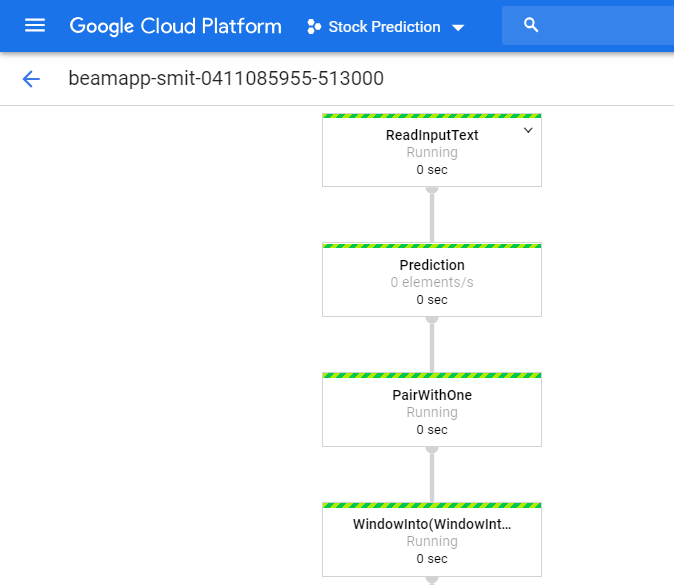 Google Cloud Platform
Stock Prediction
beamapp-smit-0411085955-513000
ReadInputText
Running
0 sec
Prediction
0 elements/s
0 sec
PairWithOne
Running
0 sec
WindowInto(WindowInt...
Running
0 sec